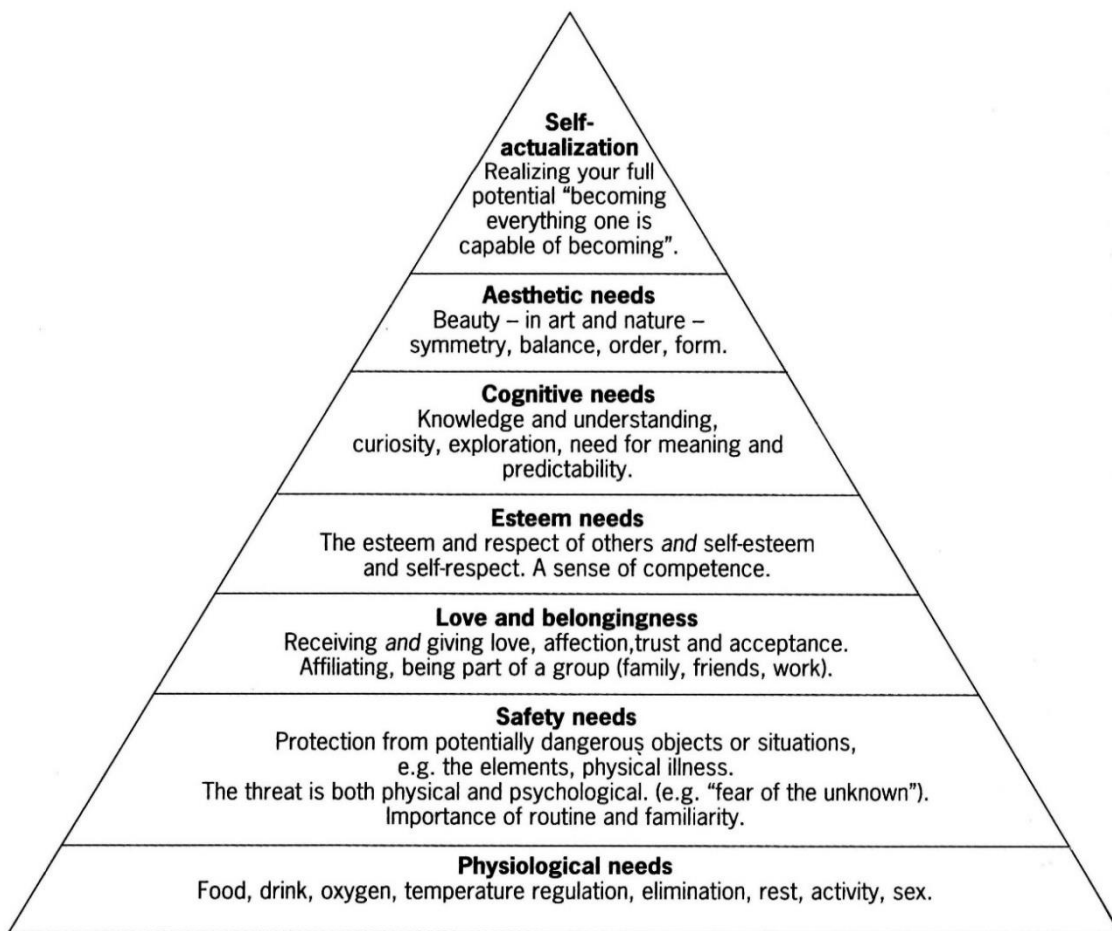 Self-
actualization
Realizing your full
potential “becoming
everything one is
capable of becoming”.
Aesthetic needs
Beauty – in art and nature –
symmetry, balance, order, form.
Cognitive needs
Knowledge and understanding,
curiosity, exploration, need for meaning and
predictability.
Esteem needs
The esteem and respect of others and self-esteem
and self-respect. A sense of competence.
Love and belongingness
Receiving and giving love, affection,trust and acceptance.
Affiliating, being part of a group (family, friends, work).
Safety needs
Protection from potentially dangerous objects or situations,
e.g. the elements, physical illness.
The threat is both physical and psychological. (e.g. “fear of the unknown”).
Importance of routine and familiarity.
Physiological needs
Food, drink, oxygen, temperature regulation, elimination, rest, activity, sex.